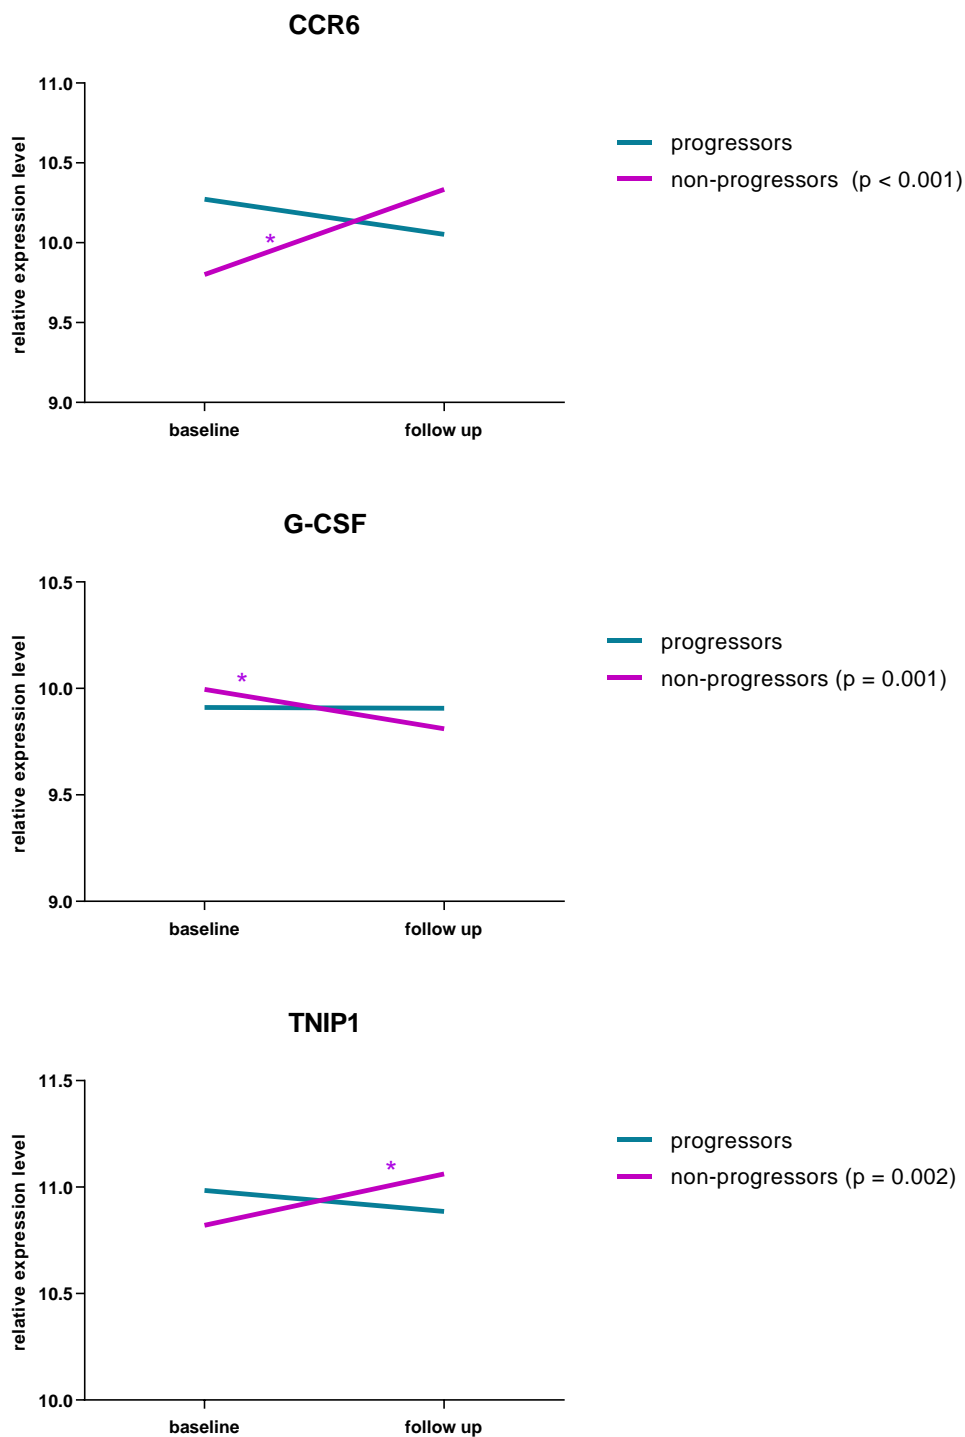 CCR6
relative expression level
11.0
10.5
10.0
9.5
9.0
*
baseline
follow up
progressors
non-progressors  (p < 0.001)
G-CSF
relative expression level
10.5
10.0
9.5
9.0
*
baseline
follow up
progressors
non-progressors (p = 0.001)
TNIP1
relative expression level
11.5
11.0
10.5
10.0
*
baseline
follow up
progressors
non-progressors (p = 0.002)